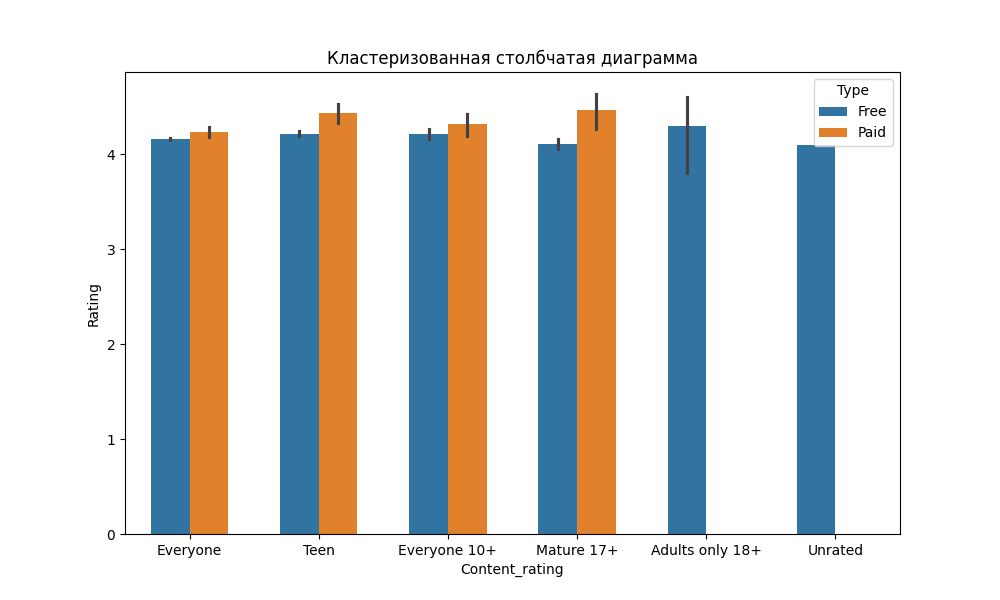 Кластеризованная столбчатая диаграмма
Type
Free
Paid
4
3
2
1
0
Rating
Everyone
Teen
Everyone 10+
Mature 17+
Adults only 18+
Unrated
Content_rating